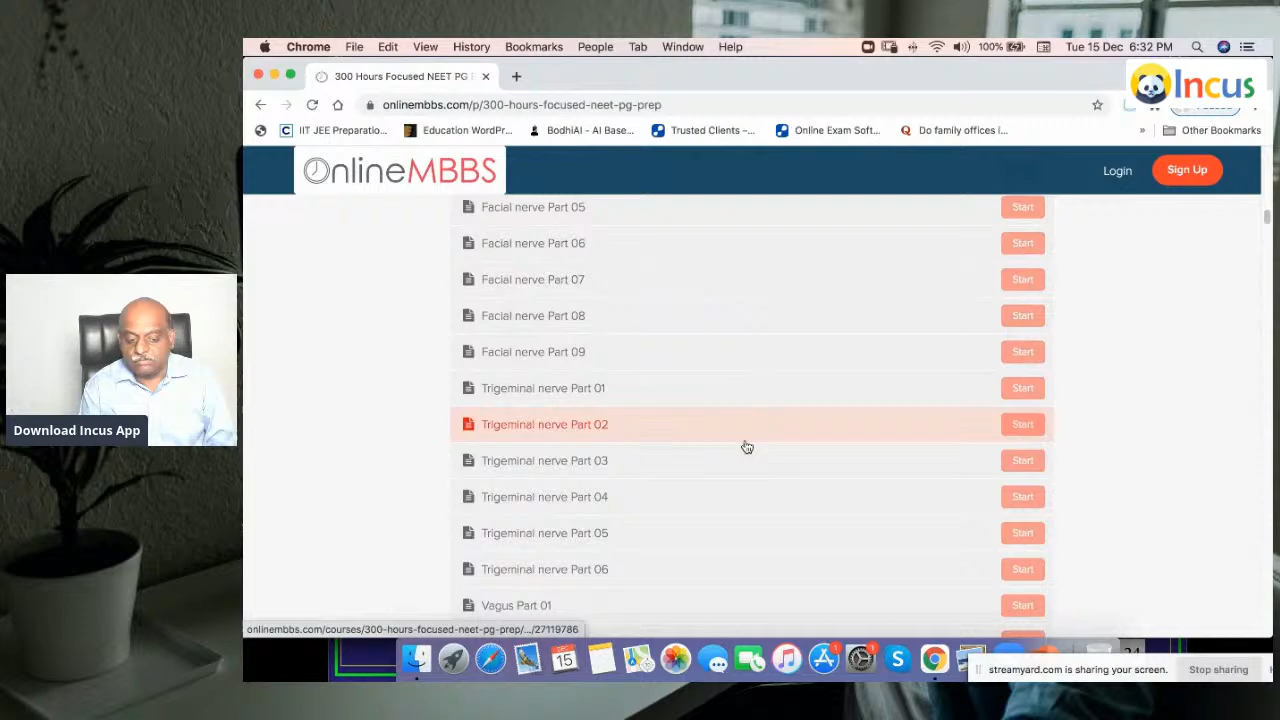 Chrome File Edit View History Bookmarks People Tab Window Help 100% Tue 15 Dec 6:32 PM
300 Hours Focused NEET PG
Incus
onlinembbs.com/p/300-hours-focused-neet-pg-prep
IIT JEE Preparatio... Education WordPr... BodhiAI - AI Base... Trusted Clients –... Online Exam Soft... Do family offices i... » Other Bookmarks
OnlineMBBS Login Sign Up
Facial nerve Part 05 Start
Facial nerve Part 06 Start
Facial nerve Part 07 Start
Facial nerve Part 08 Start
Facial nerve Part 09 Start
Trigeminal nerve Part 01 Start
Trigeminal nerve Part 02 Start
Trigeminal nerve Part 03 Start
Trigeminal nerve Part 04 Start
Trigeminal nerve Part 05 Start
Trigeminal nerve Part 06 Start
Vagus Part 01 Start
Download Incus App
onlinembbs.com/courses/300-hours-focused-neet-pg-prep/.../27119786
streamyard.com is sharing your screen. Stop sharing